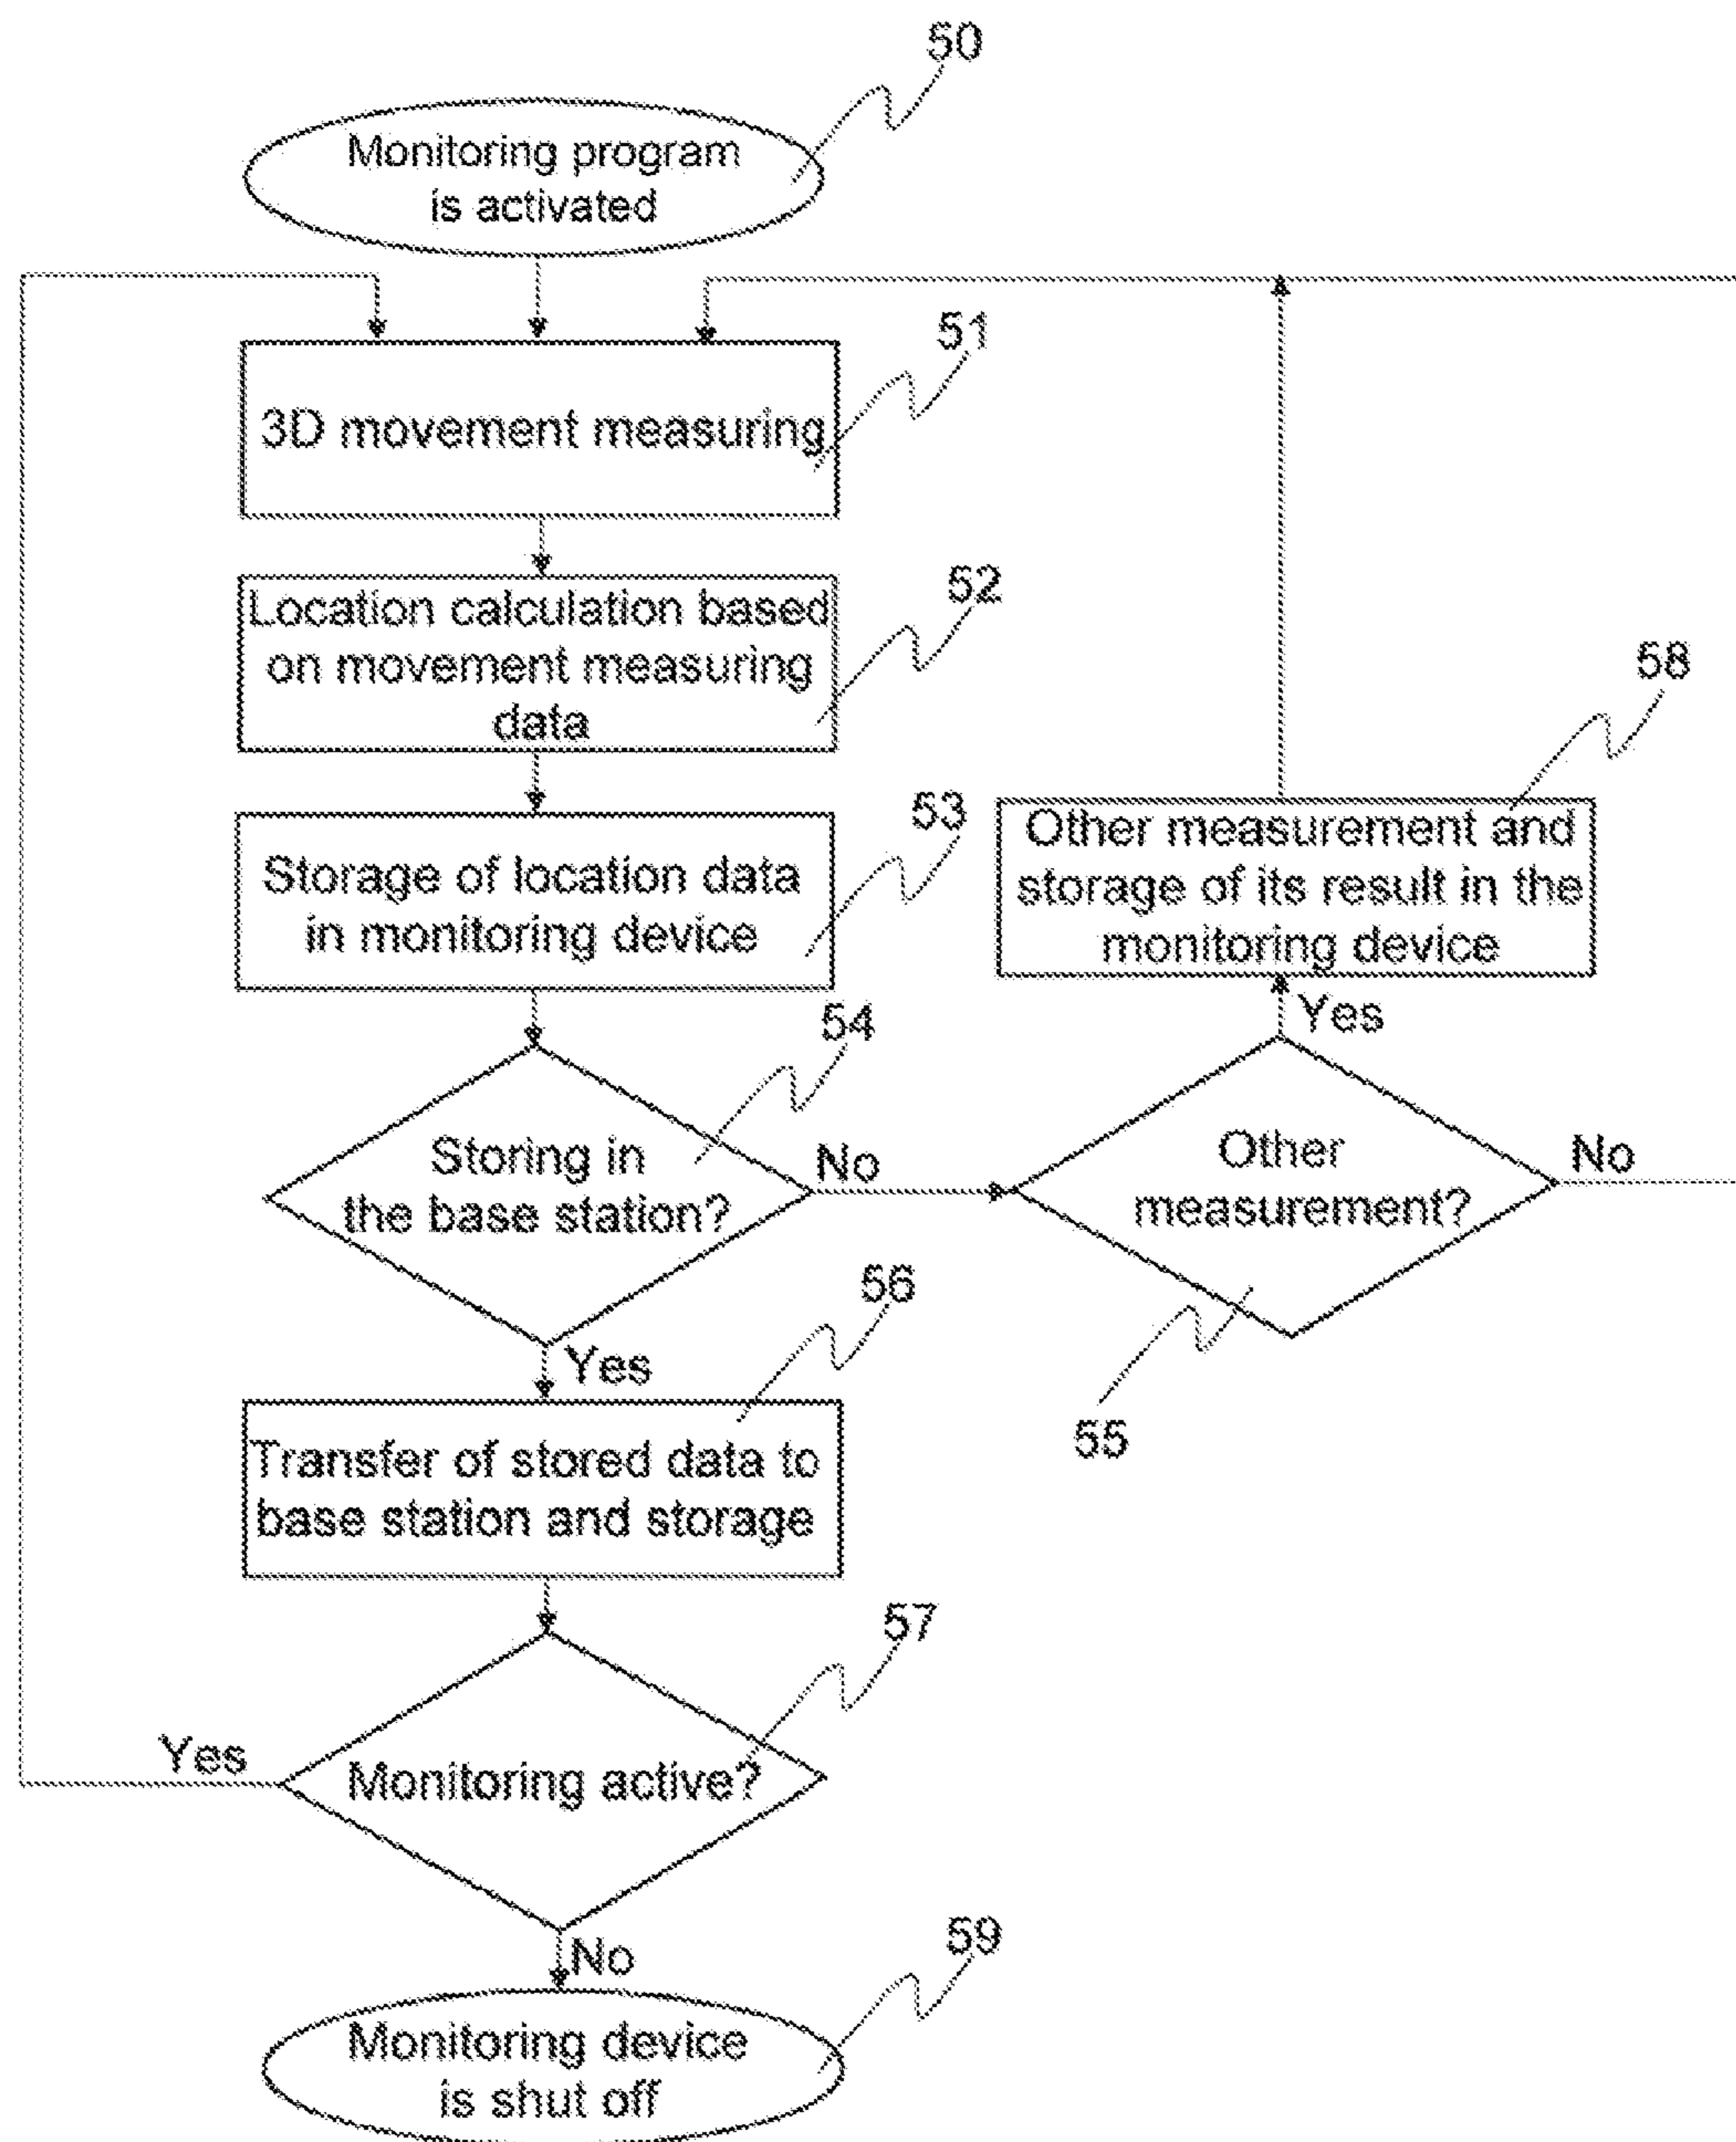 50
Monitoring program
is activated
51
3D movement measuring
52
Location calculation based
on movement measuring
data
53
Storage of location data
in monitoring device
58
Other measurement and
storage of its result in the
monitoring device
Yes
54
Storing in
the base station?
No
Other
measurement?
No
55
Yes
56
Transfer of stored data to
base station and storage
57
Monitoring active?
Yes
No
59
Monitoring device
is shut off